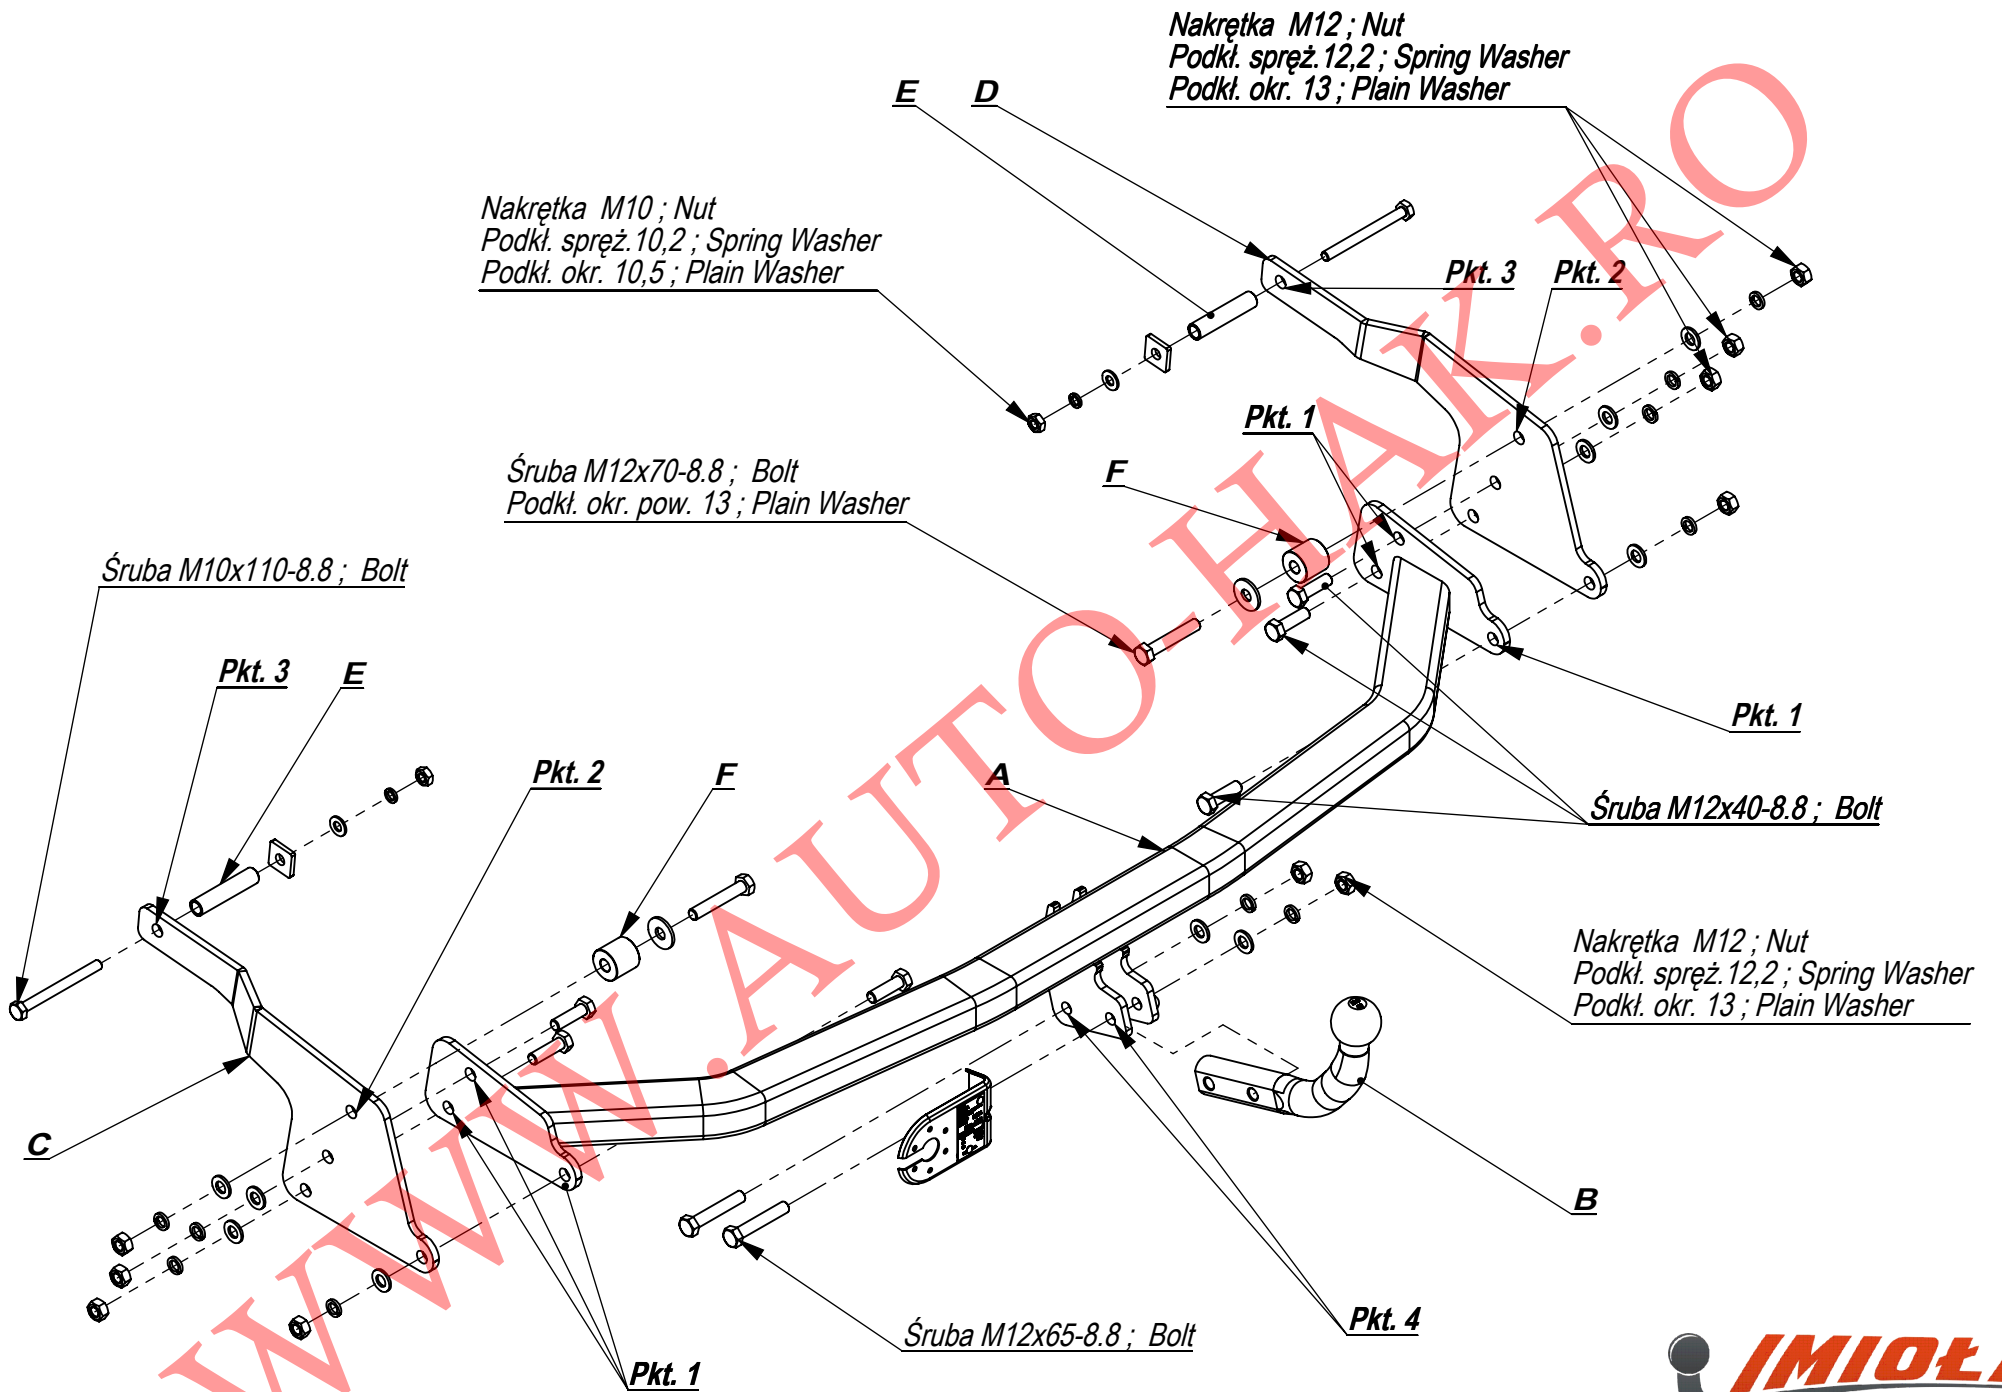 Nakrętka M12 ; Nut
Podkł. spręż.12,2 ; Spring Washer
Podkł. okr. 13 ; Plain Washer
E
D
Nakrętka M10 ; Nut
Podkł. spręż.10,2 ; Spring Washer
Podkł. okr. 10,5 ; Plain Washer
Pkt. 3
Pkt. 2
Pkt. 1
F
Śruba M12x70-8.8 ; Bolt
Podkł. okr. pow. 13 ; Plain Washer
Śruba M10x110-8.8 ; Bolt
Pkt. 3
E
Pkt. 1
Pkt. 2
F
A
Śruba M12x40-8.8 ; Bolt
Nakrętka M12 ; Nut
Podkł. spręż.12,2 ; Spring Washer
Podkł. okr. 13 ; Plain Washer
C
B
Pkt. 4
Śruba M12x65-8.8 ; Bolt
Pkt. 1
WWW.AUTO-HAK.RO